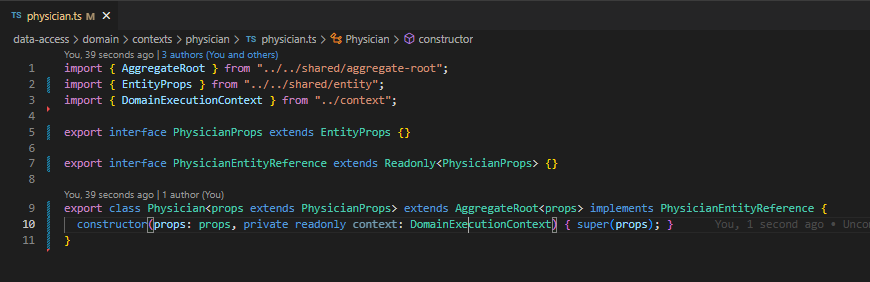 TS physician.ts M ×
data-access > domain > contexts > physician > TS physician.ts > Physician > constructor
You, 39 seconds ago | 3 authors (You and others)
1 import { AggregateRoot } from "../../shared/aggregate-root";
2 import { EntityProps } from "../../shared/entity";
3 import { DomainExecutionContext } from "../context";
4
5 export interface PhysicianProps extends EntityProps {}
6
7 export interface PhysicianEntityReference extends Readonly<PhysicianProps> {}
8
You, 39 seconds ago | 1 author (You)
9 export class Physician<props extends PhysicianProps> extends AggregateRoot<props> implements PhysicianEntityReference {
10 constructor(props: props, private readonly context: DomainExecutionContext) { super(props); } You, 1 second ago • Unco
11 }